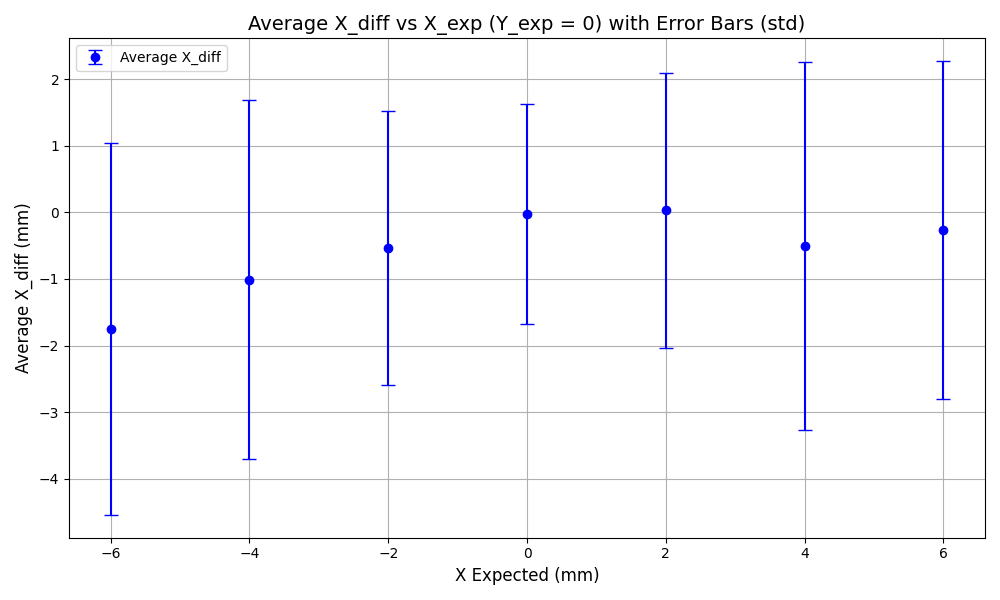 Average X_diff vs X_exp (Y_exp = 0) with Error Bars (std)
Average X_diff
2
1
0
−1
−2
−3
−4
Average X_diff (mm)
−6 −4 −2 0 2 4 6
X Expected (mm)